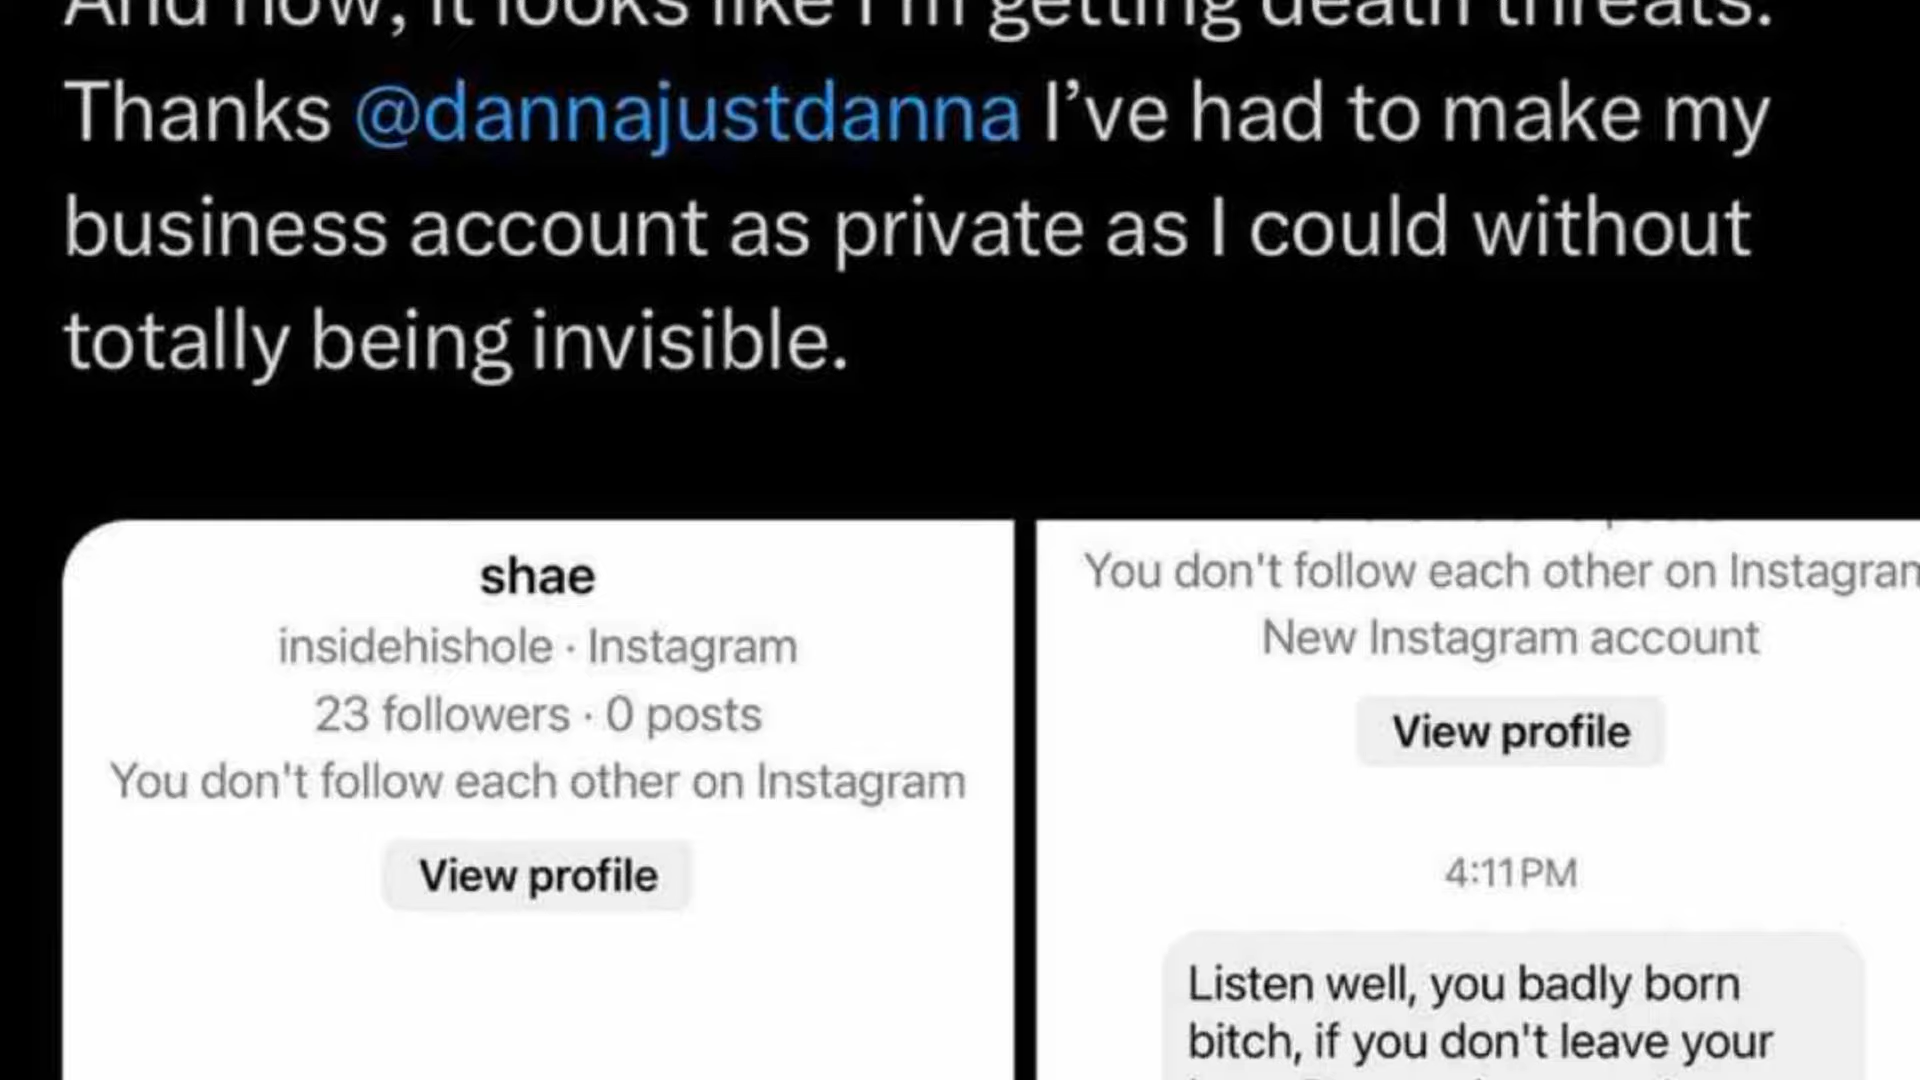 And now, it looks like I'm getting death threats.
Thanks @dannajustdanna I’ve had to make my
business account as private as I could without
totally being invisible.
shae
insidehishole · Instagram
23 followers · 0 posts
You don't follow each other on Instagram
View profile
You don't follow each other on Instagram
New Instagram account
View profile
4:11 PM
Listen well, you badly born
bitch, if you don't leave your